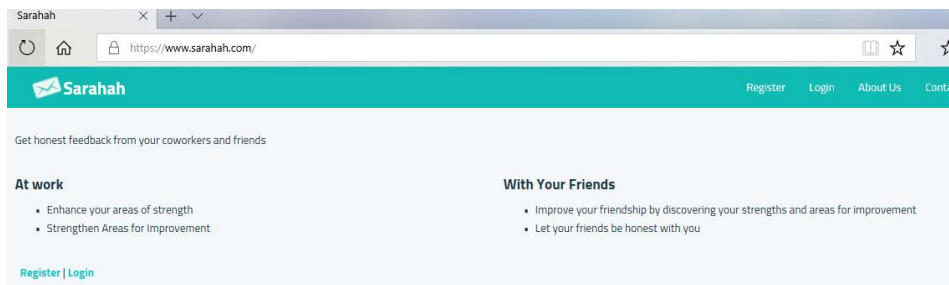 Sarahah
https://www.sarahah.com/
Sarahah Register Login About Us
Get honest feedback from your coworkers and friends
At work
Enhance your areas of strength
Strengthen Areas for Improvement
With Your Friends
Improve your friendship by discovering your strengths and areas for improvement
Let your friends be honest with you
Register | Login